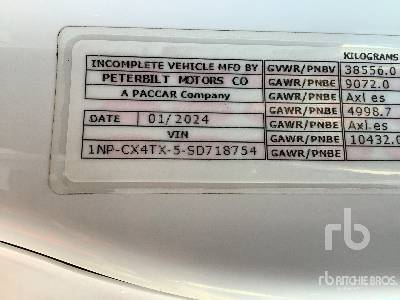 KILOGRAMS
INCOMPLETE VEHICLE MFD BY GVWR/PNBV 38556.0
PETERBILT MOTORS CO GAWR/PNBE 9072.0
A PACCAR Company GAWR/PNBE Axles
GAWR/PNBE 4998.7
DATE 01/2024 GAWR/PNBE Axles
VIN GAWR/PNBE 10432.0
1NP-CX4TX-5-SD718754 GAWR/PNBE
rb
rb RITCHIE BROS.